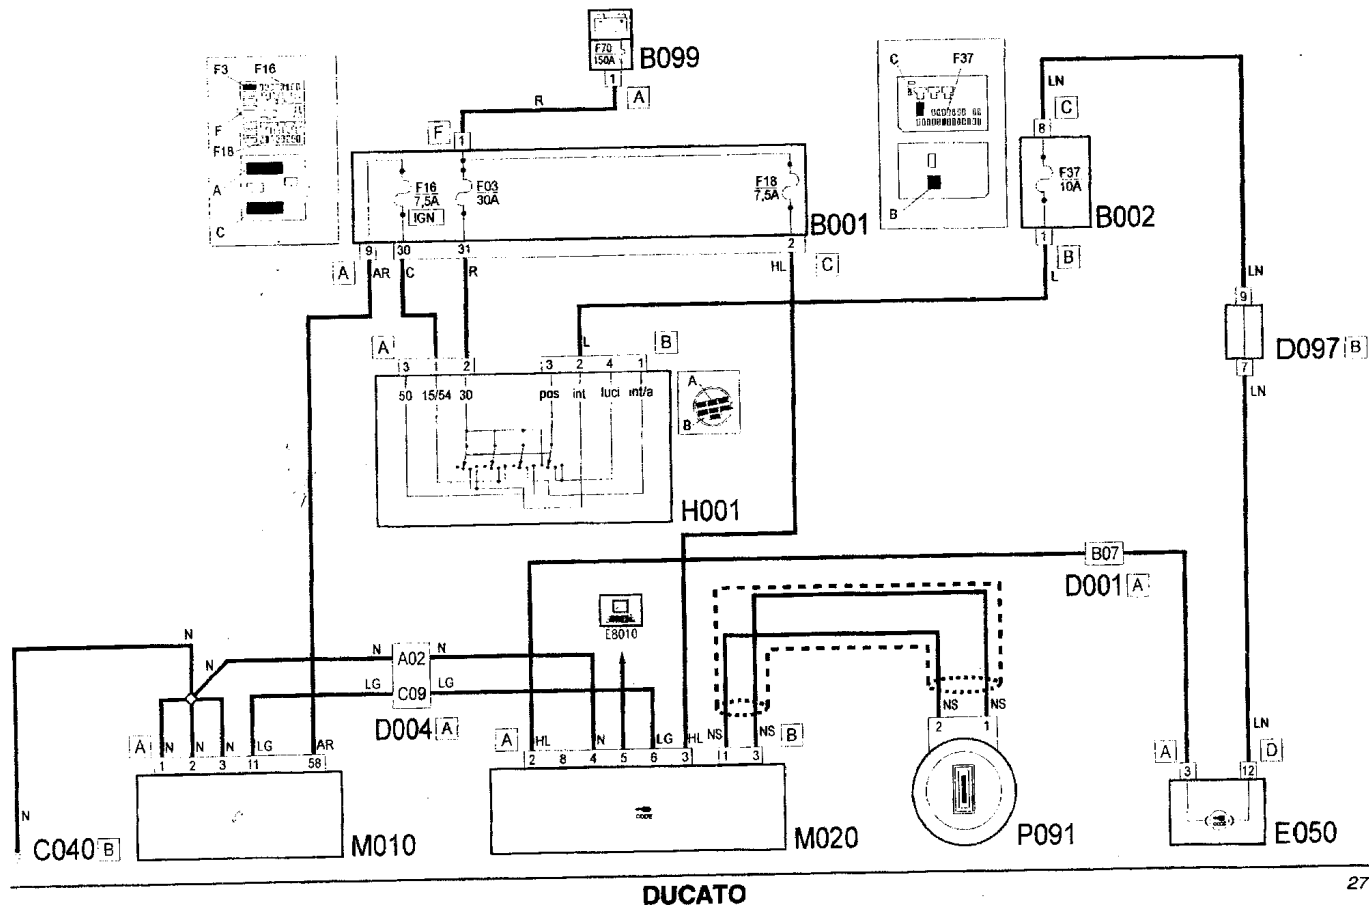 F3 F16
F
F18
A
C
F70
150A
B099
1
A
R
F
1
C F37
B
LN
C
8
F37
10A
B002
1
B
L
F16
7,5A
IGN
F03
30A
F18
7,5A
B001
9 30 31 2
A AR C R HL C
LN
9
D097 B
7
LN
A L B
3 1 2 3 2 4 1
50 15/54 30 pos int luci int/a
A
B
H001
B07
D001 A
E8010
N
N N A02 N
LG C09 LG
D004 A
NS NS
2 1
A N N N LG AR
1 2 3 11 58
A HL N LG HL NS NS B
2 8 4 5 6 3 1 3
LN
A D
3 12
N
CODE
C040 B
M010
M020
P091
E050
DUCATO
27